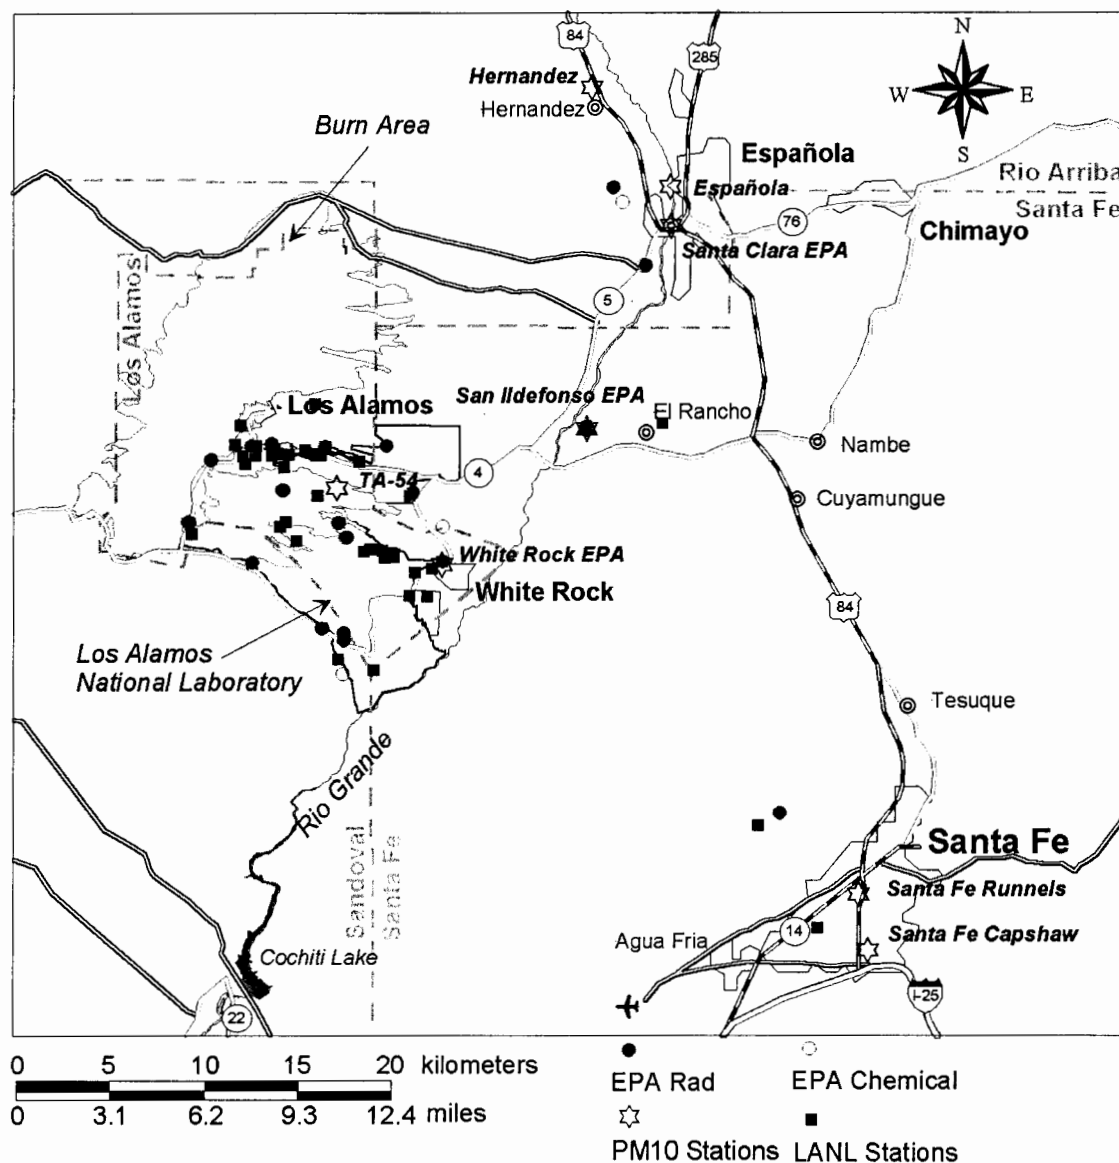 N
W
E
S
84
285
Hernandez
Hernandez
Burn Area
Española
Española
Rio Arriba
Santa Fe
76
Chimayo
Santa Clara EPA
5
Los Alamos
San Ildefonso EPA
El Rancho
Los Alamos
Nambe
4
TA-54
Cuyamungue
White Rock EPA
White Rock
84
Los Alamos
National Laboratory
Tesuque
Rio Grande
Sandoval
Santa Fe
Santa Fe
Santa Fe Runnels
14
Santa Fe Capshaw
Agua Fria
Cochiti Lake
I-25
22
0 5 10 15 20 kilometers
0 3.1 6.2 9.3 12.4 miles
EPA Rad
EPA Chemical
PM10 Stations
LANL Stations